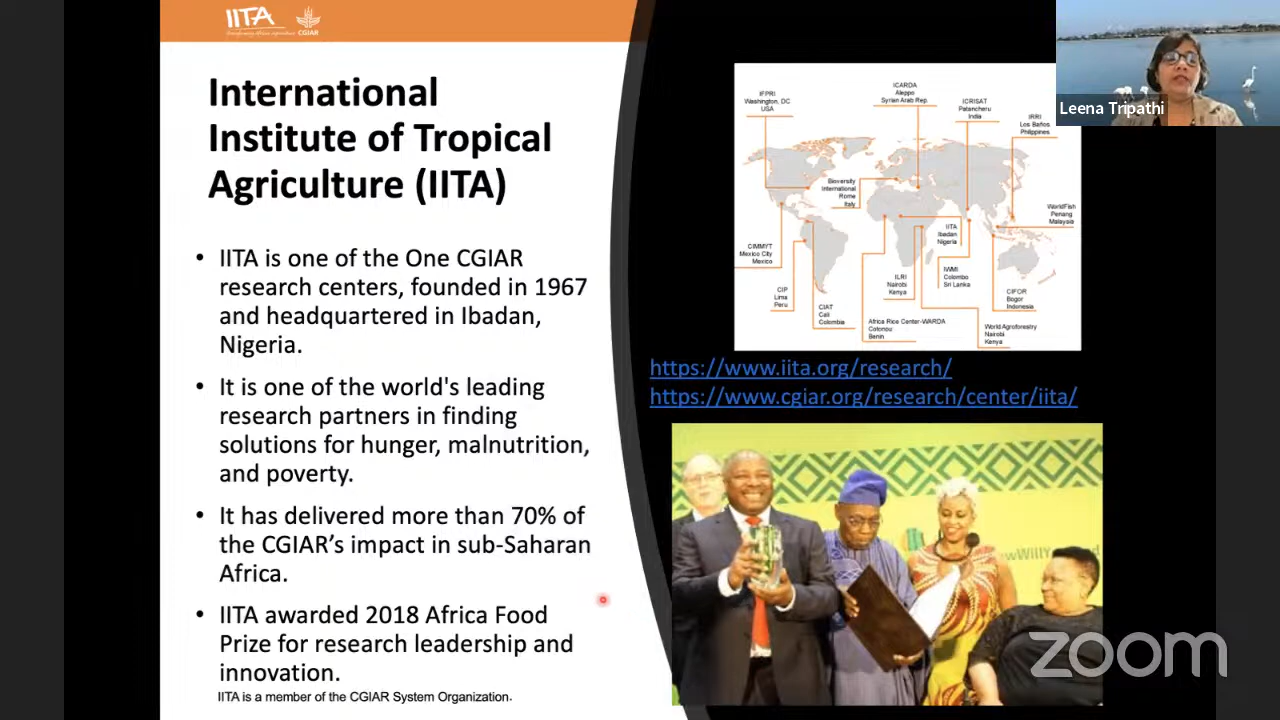 IITA
CGIAR
International
Institute of Tropical
Agriculture (IITA)
• IITA is one of the One CGIAR
research centers, founded in 1967
and headquartered in Ibadan,
Nigeria.
• It is one of the world's leading
research partners in finding
solutions for hunger, malnutrition,
and poverty.
• It has delivered more than 70% of
the CGIAR's impact in sub-Saharan
Africa.
• IITA awarded 2018 Africa Food
Prize for research leadership and
innovation.
IITA is a member of the CGIAR System Organization.
IFPRI
Washington, DC
USA
ICARDA
Aleppo
Syrian Arab Rep.
ICRISAT
Patancheru
India
IRRI
Los Baños
Philippines
Bioversity
International
Rome
Italy
WorldFish
Penang
Malaysia
IITA
Ibadan
Nigeria
CIMMYT
Mexico City
Mexico
ILRI
Nairobi
Kenya
IWMI
Colombo
Sri Lanka
CIP
Lima
Peru
CIAT
Cali
Colombia
CIFOR
Bogor
Indonesia
Africa Rice Center-WARDA
Cotonou
Benin
World Agroforestry
Nairobi
Kenya
https://www.iita.org/research/
https://www.cgiar.org/research/center/iita/
Leena Tripathi
zoom